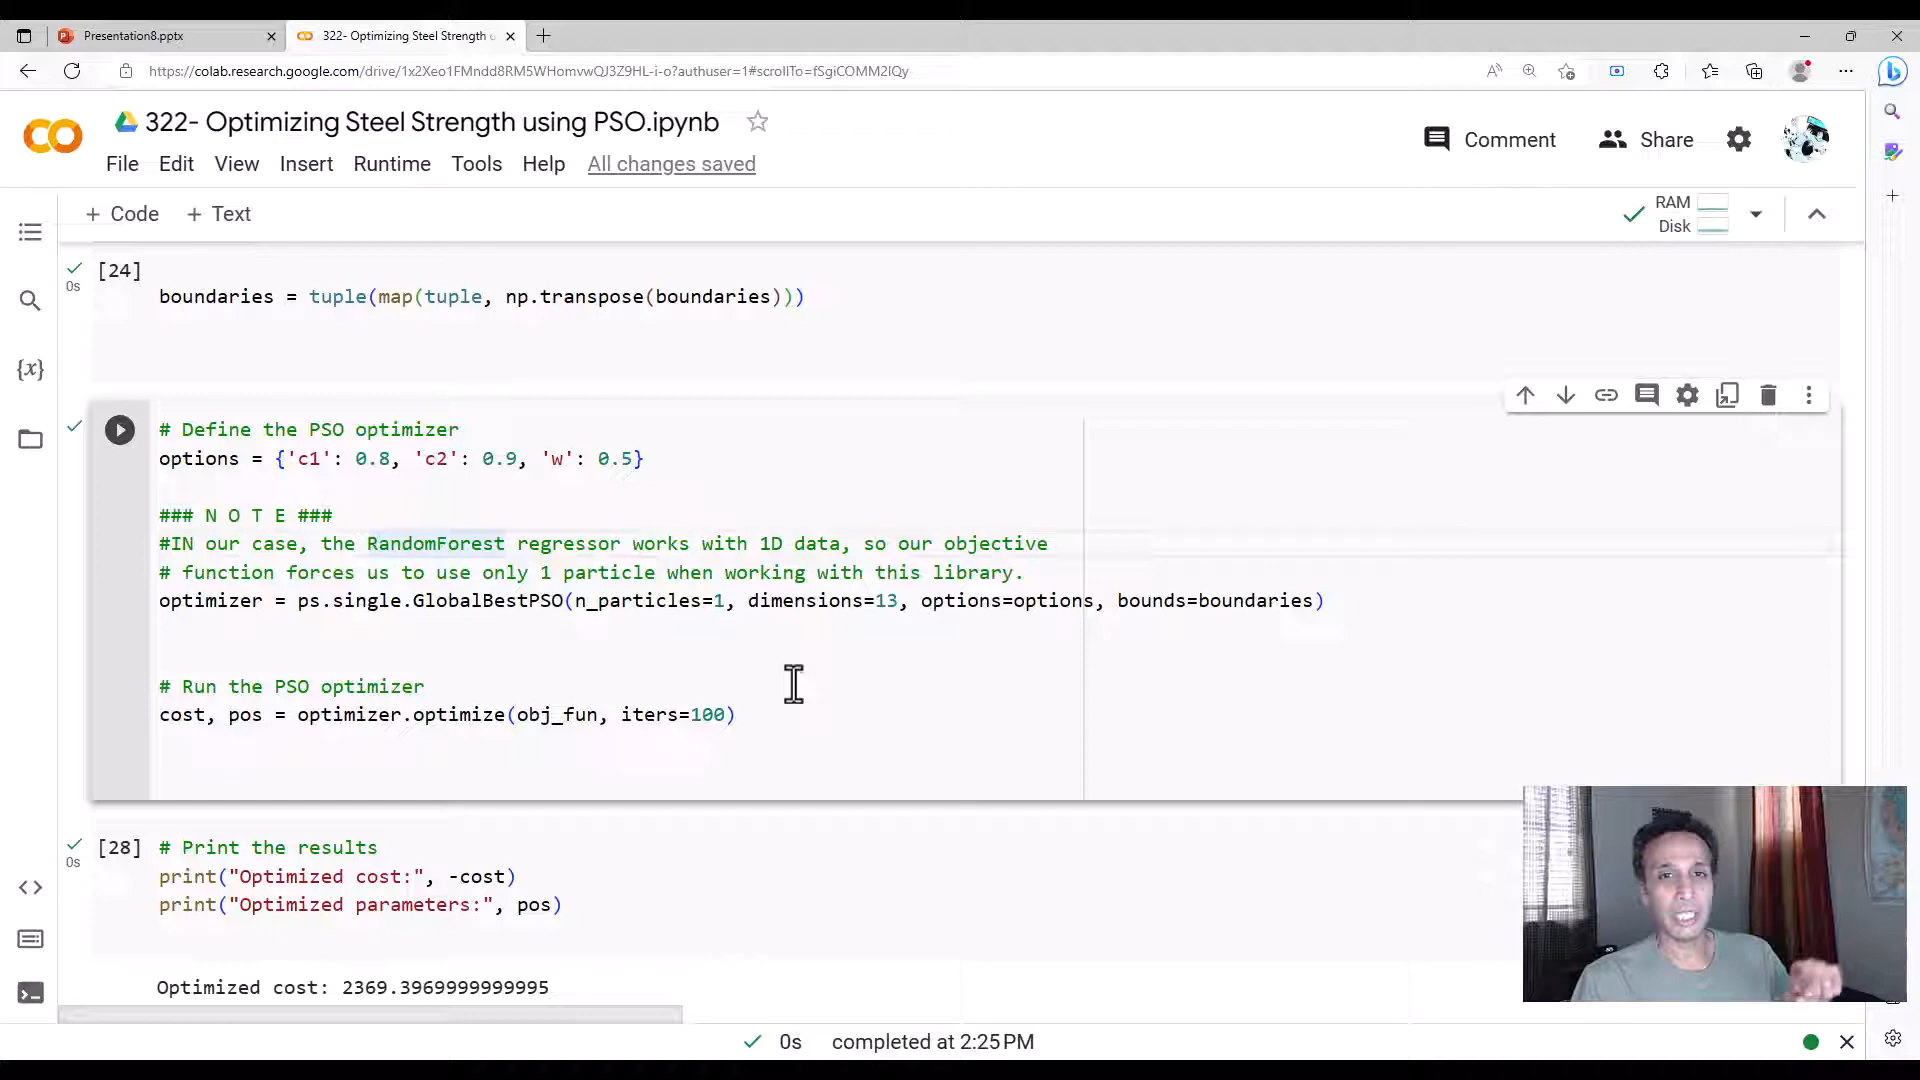 Presentation8.pptx
322- Optimizing Steel Strength u
https://colab.research.google.com/drive/1x2Xeo1FMndd8RM5WHomvwQJ3Z9HL-i-o?authuser=1#scrollTo=fSgiCOMM2IQy
322- Optimizing Steel Strength using PSO.ipynb
Comment
Share
File Edit View Insert Runtime Tools Help All changes saved
+ Code + Text
RAM
Disk
[24]
0s
boundaries = tuple(map(tuple, np.transpose(boundaries)))
# Define the PSO optimizer
options = {'c1': 0.8, 'c2': 0.9, 'w': 0.5}
### N O T E ###
#IN our case, the RandomForest regressor works with 1D data, so our objective
# function forces us to use only 1 particle when working with this library.
optimizer = ps.single.GlobalBestPSO(n_particles=1, dimensions=13, options=options, bounds=boundaries)
# Run the PSO optimizer
cost, pos = optimizer.optimize(obj_fun, iters=100)
[28] # Print the results
0s
print("Optimized cost:", -cost)
print("Optimized parameters:", pos)
Optimized cost: 2369.3969999999995
0s completed at 2:25 PM